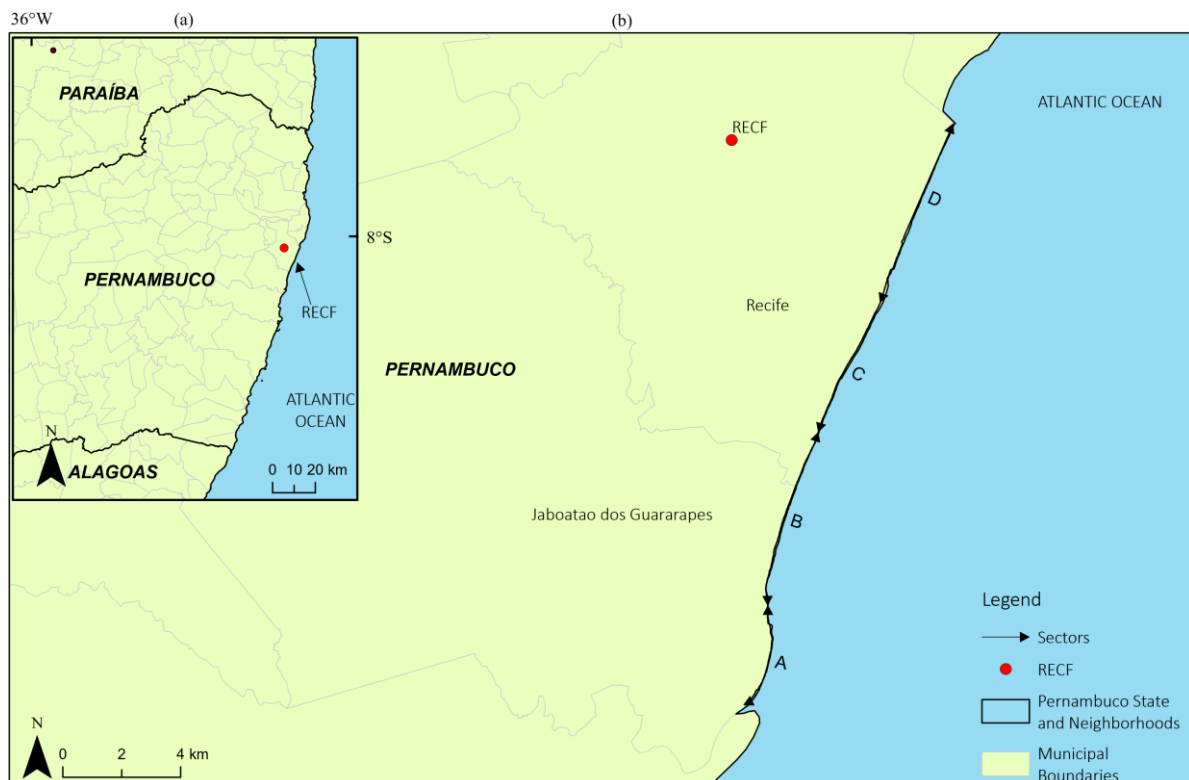 36°W
(a)
(b)
PARAÍBA
8°S
PERNAMBUCO
RECF
ATLANTIC
OCEAN
N
ALAGOAS
0 10 20 km
ATLANTIC OCEAN
RECF
D
Recife
PERNAMBUCO
C
Jaboatao dos Guararapes
B
A
N
0 2 4 km
Legend
Sectors
RECF
Pernambuco State
and Neighborhoods
Municipal
Boundaries